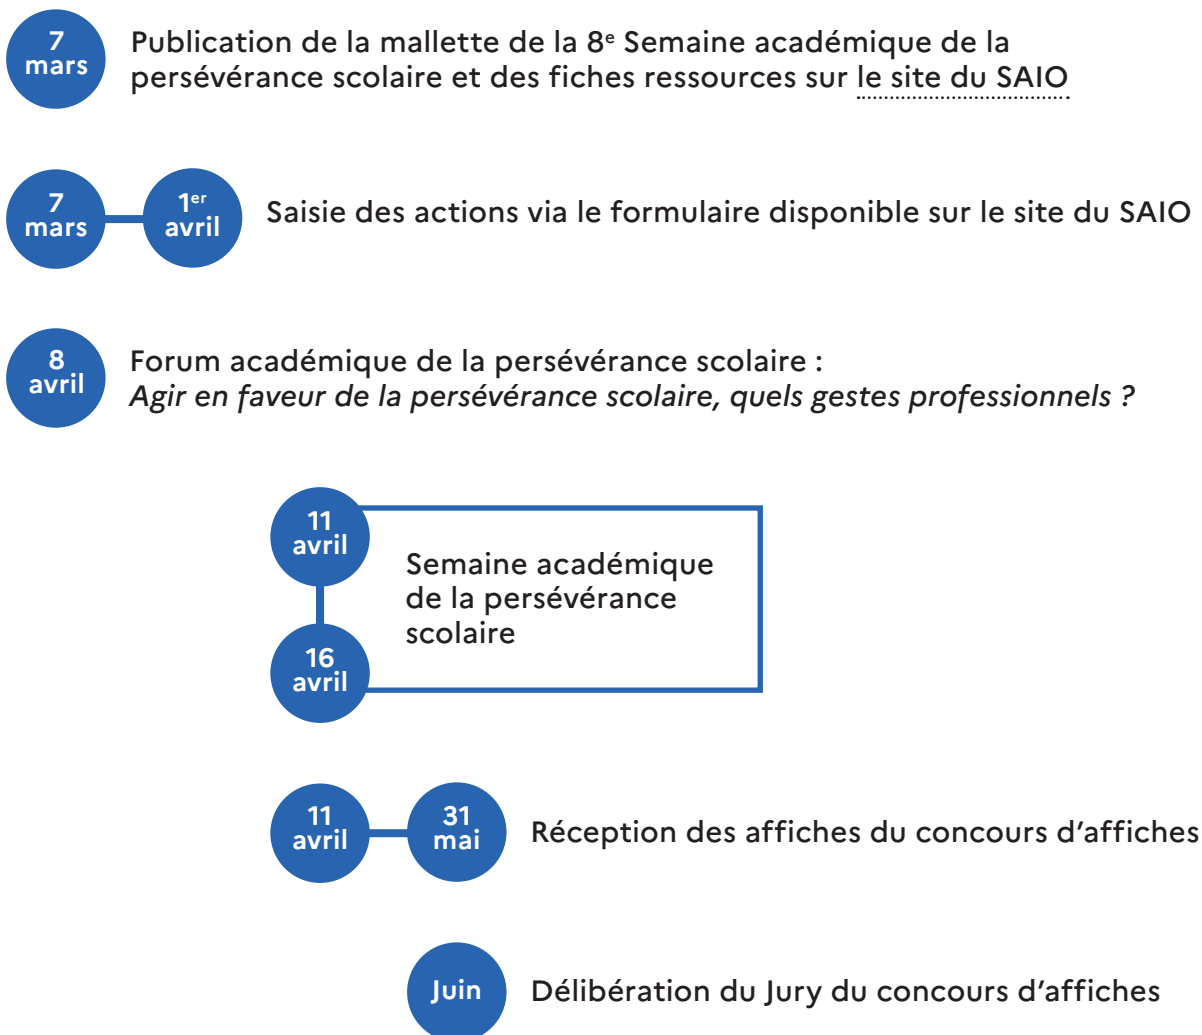 7
mars
Publication de la mallette de la 8ᵉ Semaine académique de la
persévérance scolaire et des fiches ressources sur le site du SAIO
7
mars
1ᵉʳ
avril
Saisie des actions via le formulaire disponible sur le site du SAIO
8
avril
Forum académique de la persévérance scolaire :
Agir en faveur de la persévérance scolaire, quels gestes professionnels ?
11
avril
16
avril
Semaine académique
de la persévérance
scolaire
11
avril
31
mai
Réception des affiches du concours d’affiches
Juin
Délibération du Jury du concours d’affiches